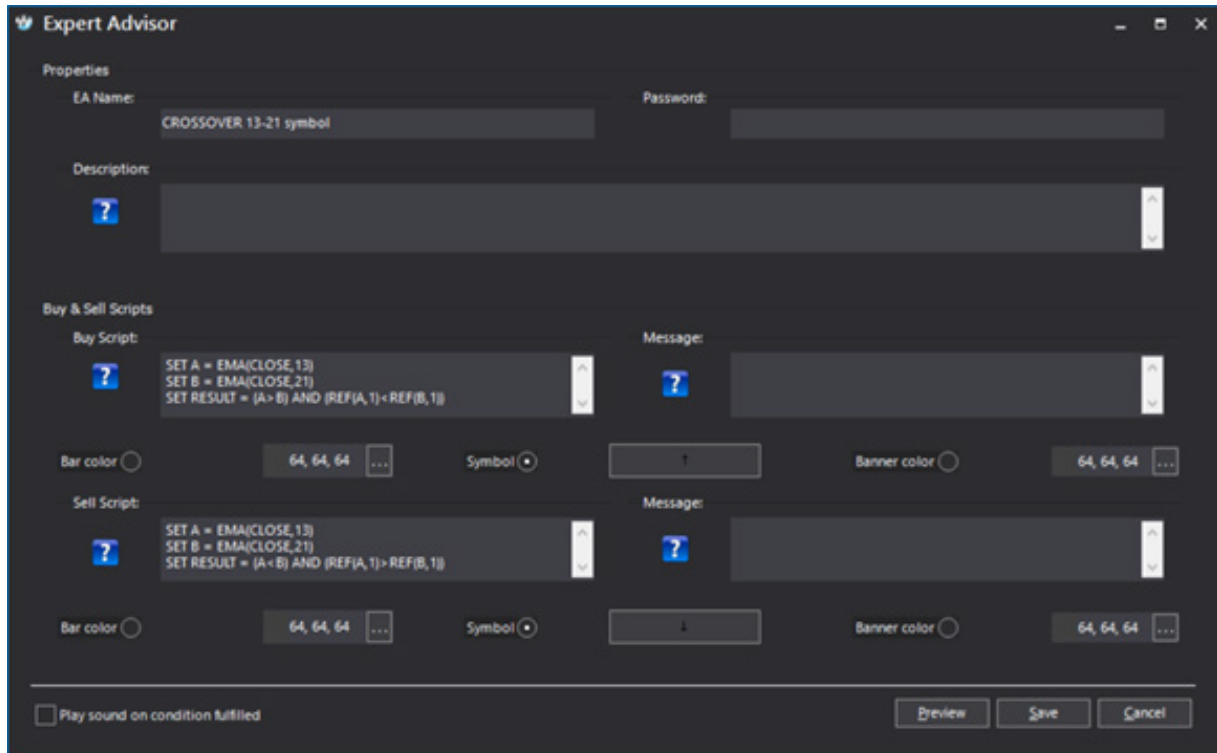 Expert Advisor
Properties
EA Name:
Password:
CROSSOVER 13-21 symbol
Description:
?
Buy & Sell Scripts
Buy Script:
Message:
?
SET A = EMA(CLOSE,13)
SET B = EMA(CLOSE,21)
SET RESULT = (A>B) AND (REF(A,1)<REF(B,1))
?
Bar color
64, 64, 64
...
Symbol
↑
Banner color
64, 64, 64
...
Sell Script:
Message:
?
SET A = EMA(CLOSE,13)
SET B = EMA(CLOSE,21)
SET RESULT = (A<B) AND (REF(A,1)>REF(B,1))
?
Bar color
64, 64, 64
...
Symbol
↓
Banner color
64, 64, 64
...
Play sound on condition fulfilled
Preview
Save
Cancel